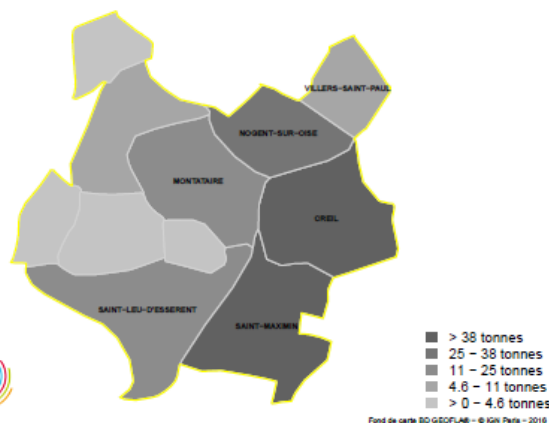 VILLERS-SAINT-PAUL
NOGENT-SUR-OISE
MONTATAIRE
CREIL
SAINT-LEU-D'ESSERENT
SAINT-MAXIMIN
> 38 tonnes
25 - 38 tonnes
11 - 25 tonnes
4.6 - 11 tonnes
> 0 - 4.6 tonnes
Fond de carte BD GEOFLA® - © IGN Paris - 2016